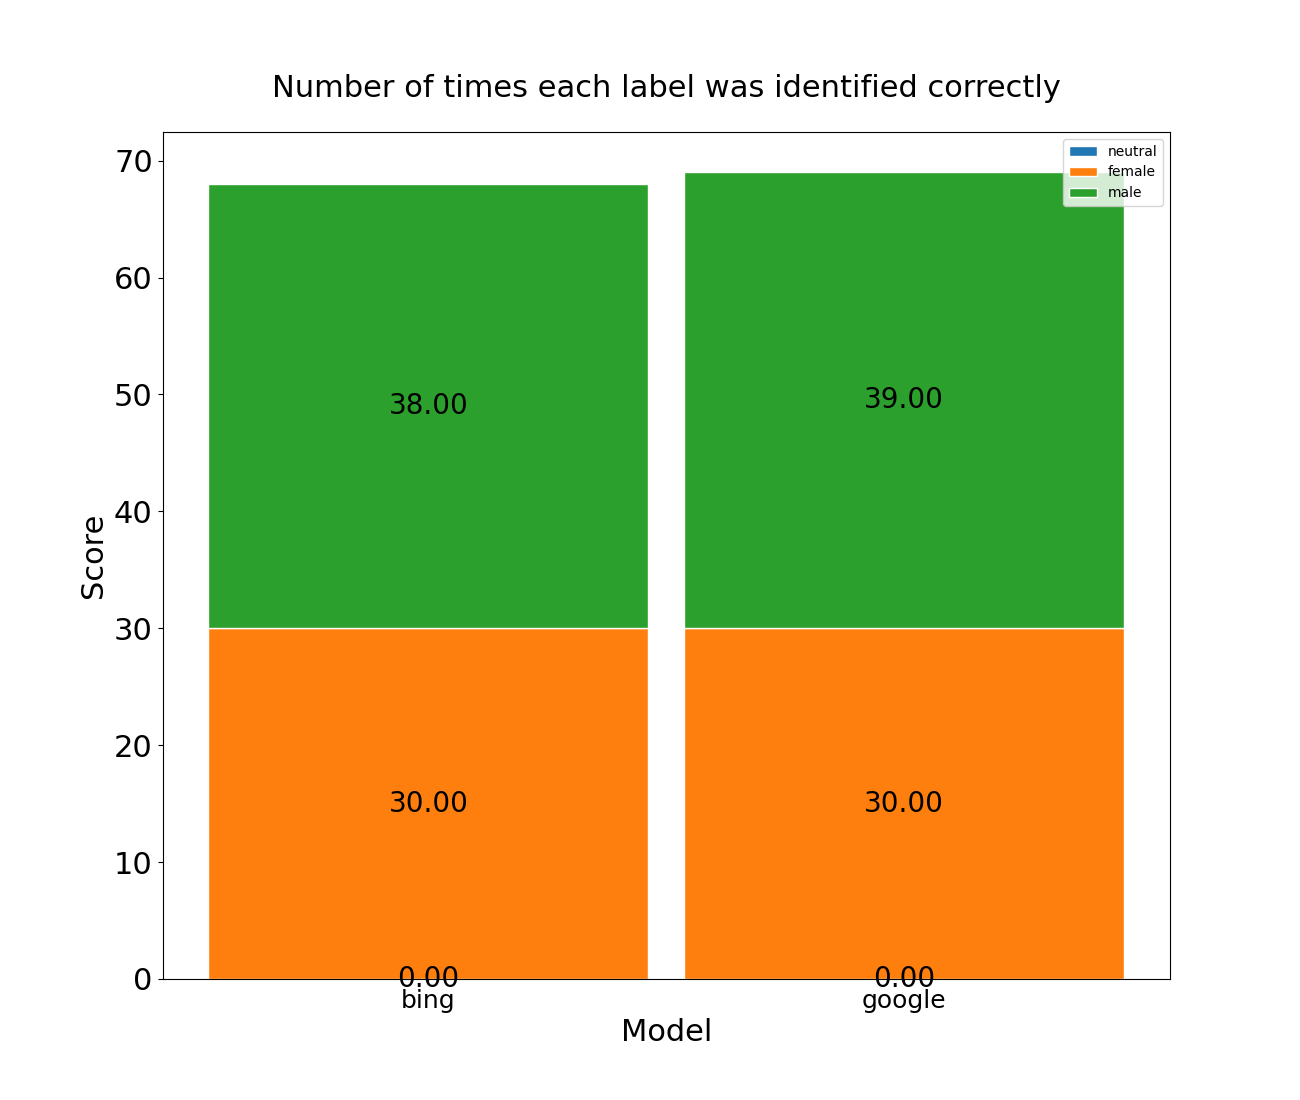 Number of times each label was identified correctly
neutral
female
male
70
60
50
40
30
20
10
0
Score
38.00
39.00
30.00
30.00
0.00
0.00
bing
google
Model